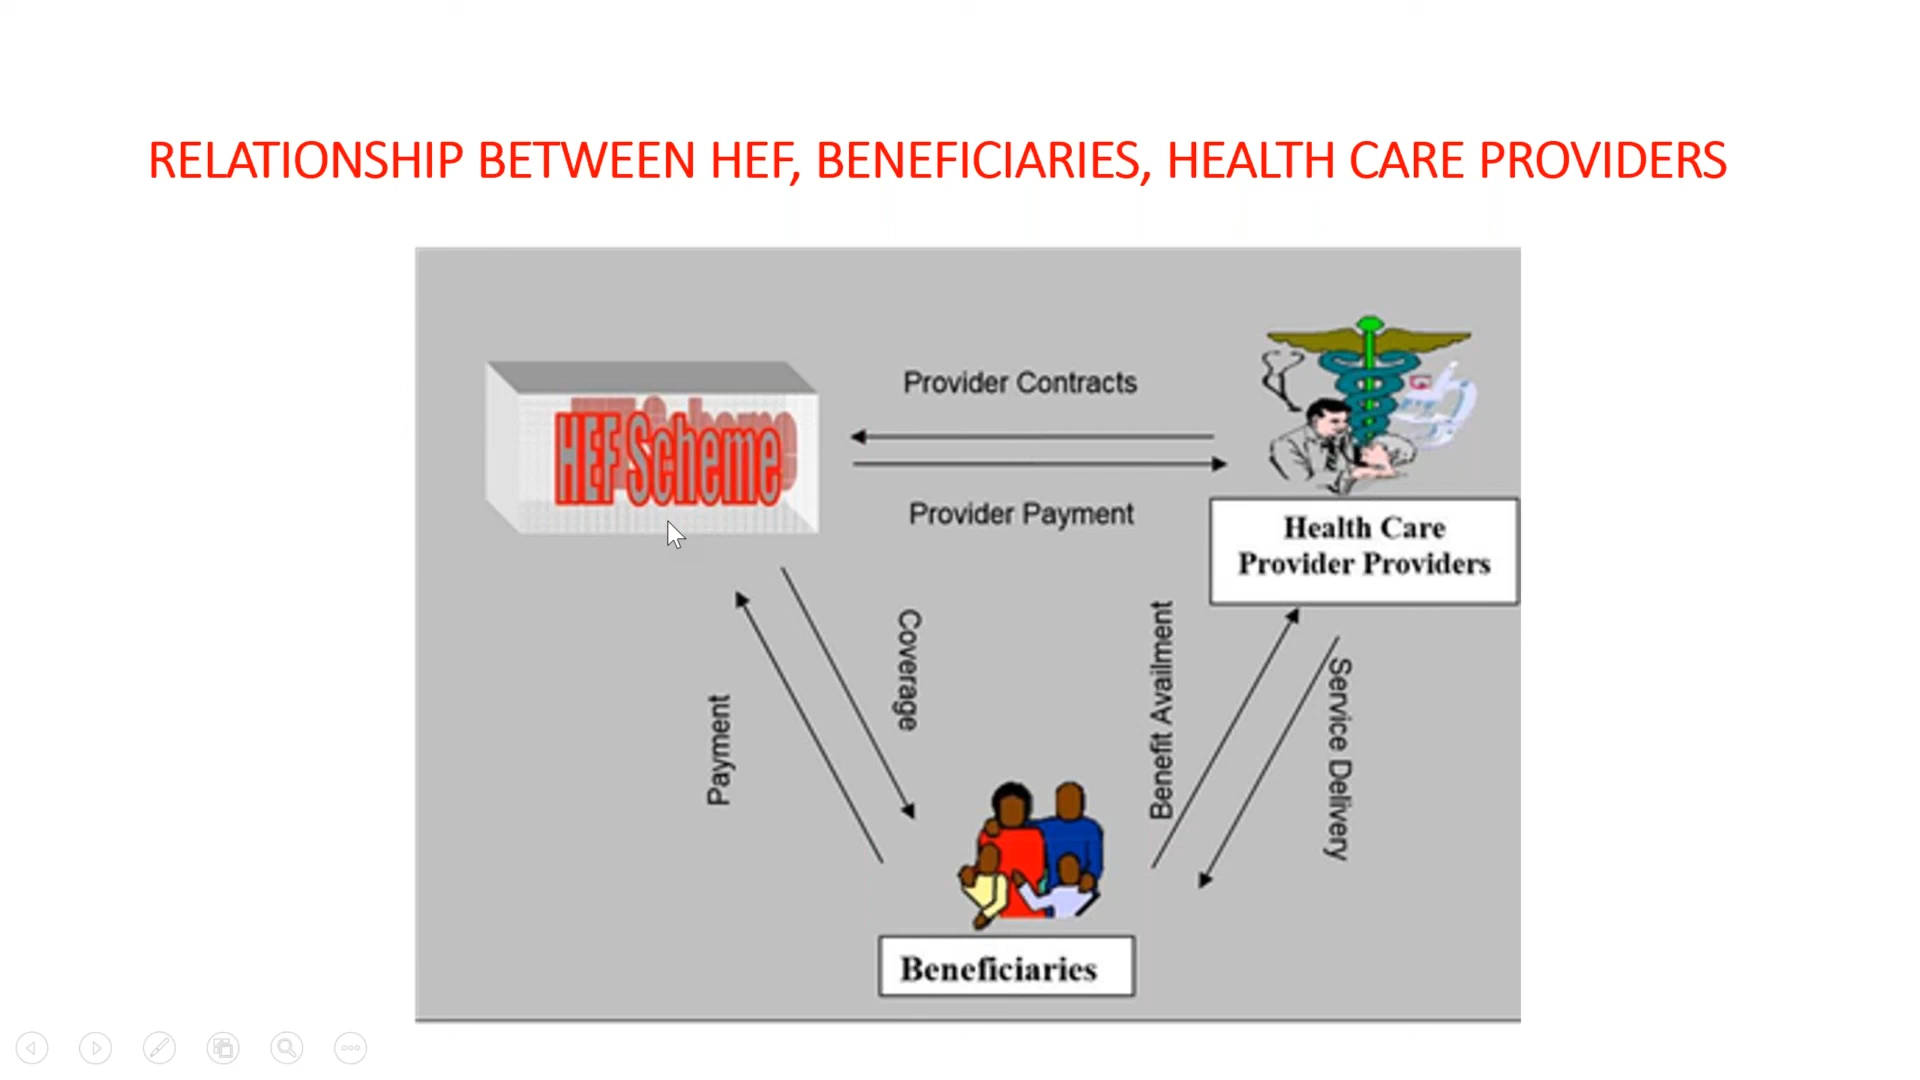 RELATIONSHIP BETWEEN HEF, BENEFICIARIES, HEALTH CARE PROVIDERS
Provider Contracts
HEF Scheme
Provider Payment
Health Care
Provider Providers
Coverage
Payment
Benefit Availment
Service Delivery
Beneficiaries